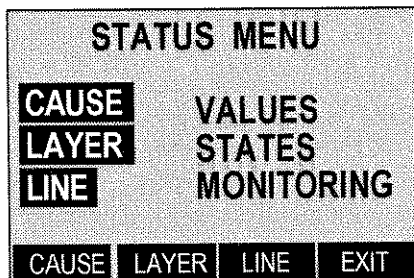 STATUS MENU
CAUSE VALUES
LAYER STATES
LINE MONITORING
CAUSE LAYER LINE EXIT